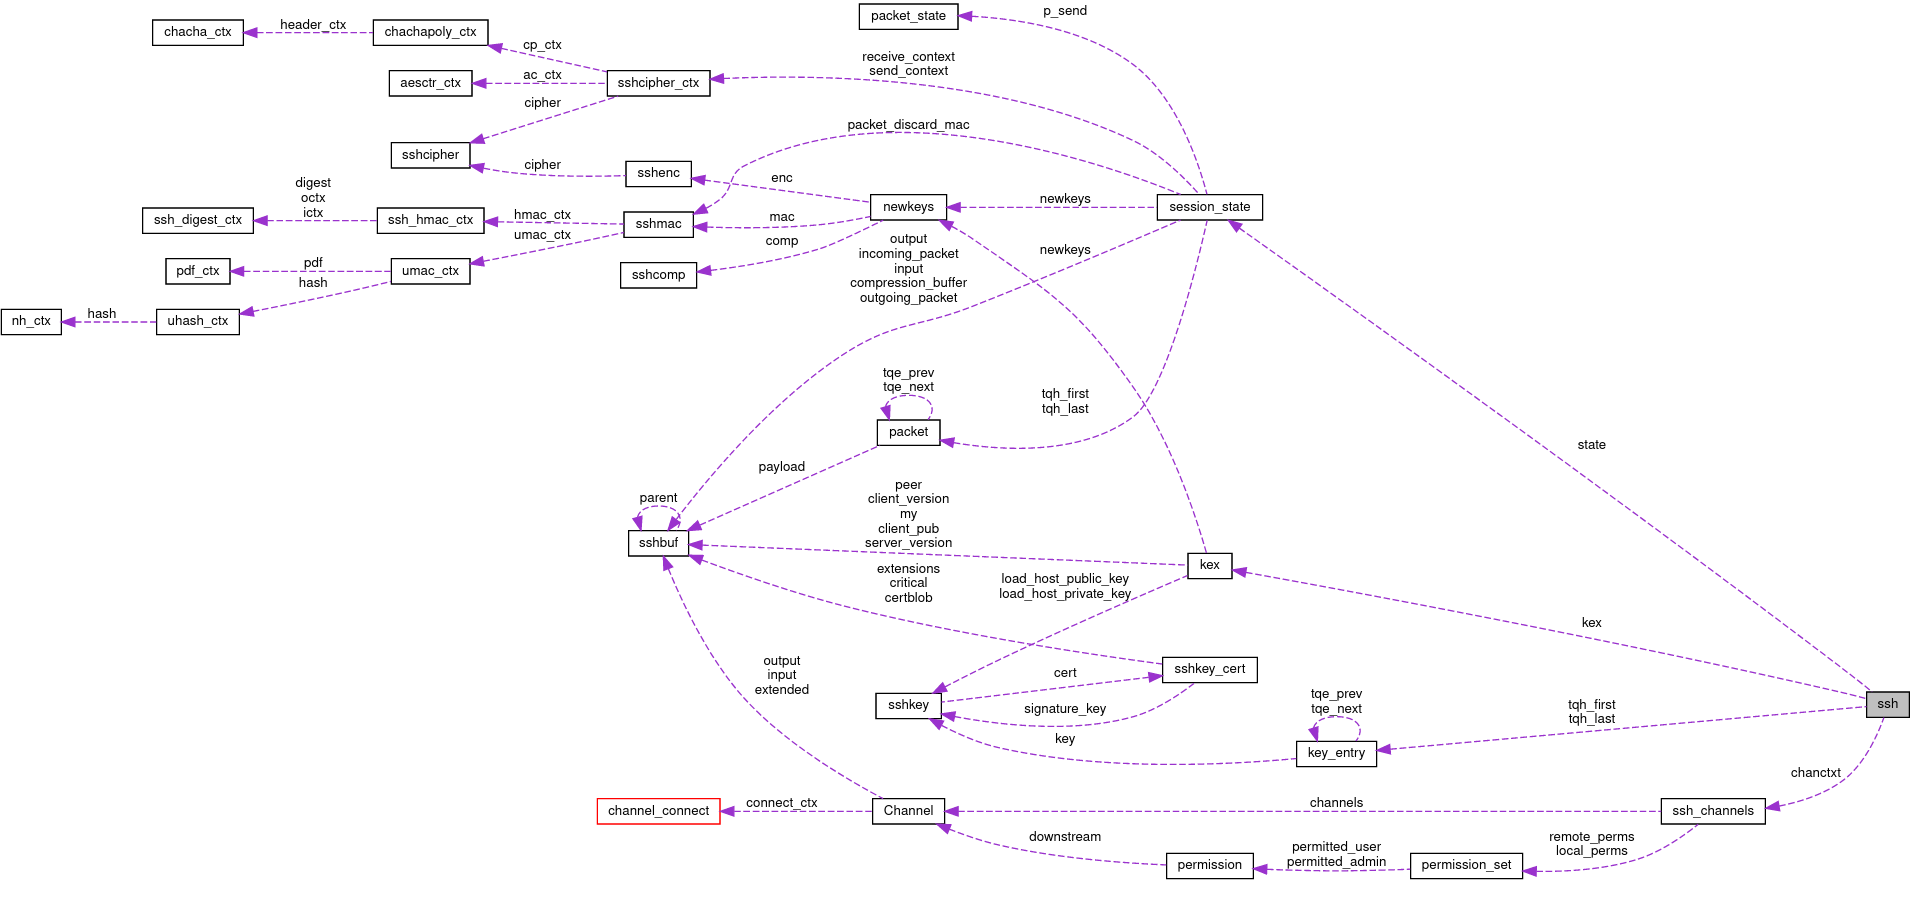 packet_state
p_send
chacha_ctx
header_ctx
chachapoly_ctx
cp_ctx
receive_context
send_context
aesctr_ctx
ac_ctx
sshcipher_ctx
cipher
packet_discard_mac
sshcipher
cipher
sshenc
enc
digest
octx
ictx
newkeys
newkeys
session_state
ssh_digest_ctx
ssh_hmac_ctx
hmac_ctx
sshmac
mac
umac_ctx
comp
newkeys
output
incoming_packet
input
compression_buffer
outgoing_packet
pdf_ctx
pdf
umac_ctx
sshcomp
hash
nh_ctx
hash
uhash_ctx
tqe_prev
tqe_next
tqh_first
tqh_last
packet
state
payload
parent
peer
client_version
my
client_pub
server_version
sshbuf
kex
extensions
critical
certblob
load_host_public_key
load_host_private_key
kex
output
input
extended
cert
sshkey_cert
sshkey
signature_key
tqe_prev
tqe_next
tqh_first
tqh_last
ssh
key
key_entry
chanctxt
channel_connect
connect_ctx
Channel
channels
ssh_channels
downstream
permission
permitted_user
permitted_admin
permission_set
remote_perms
local_perms